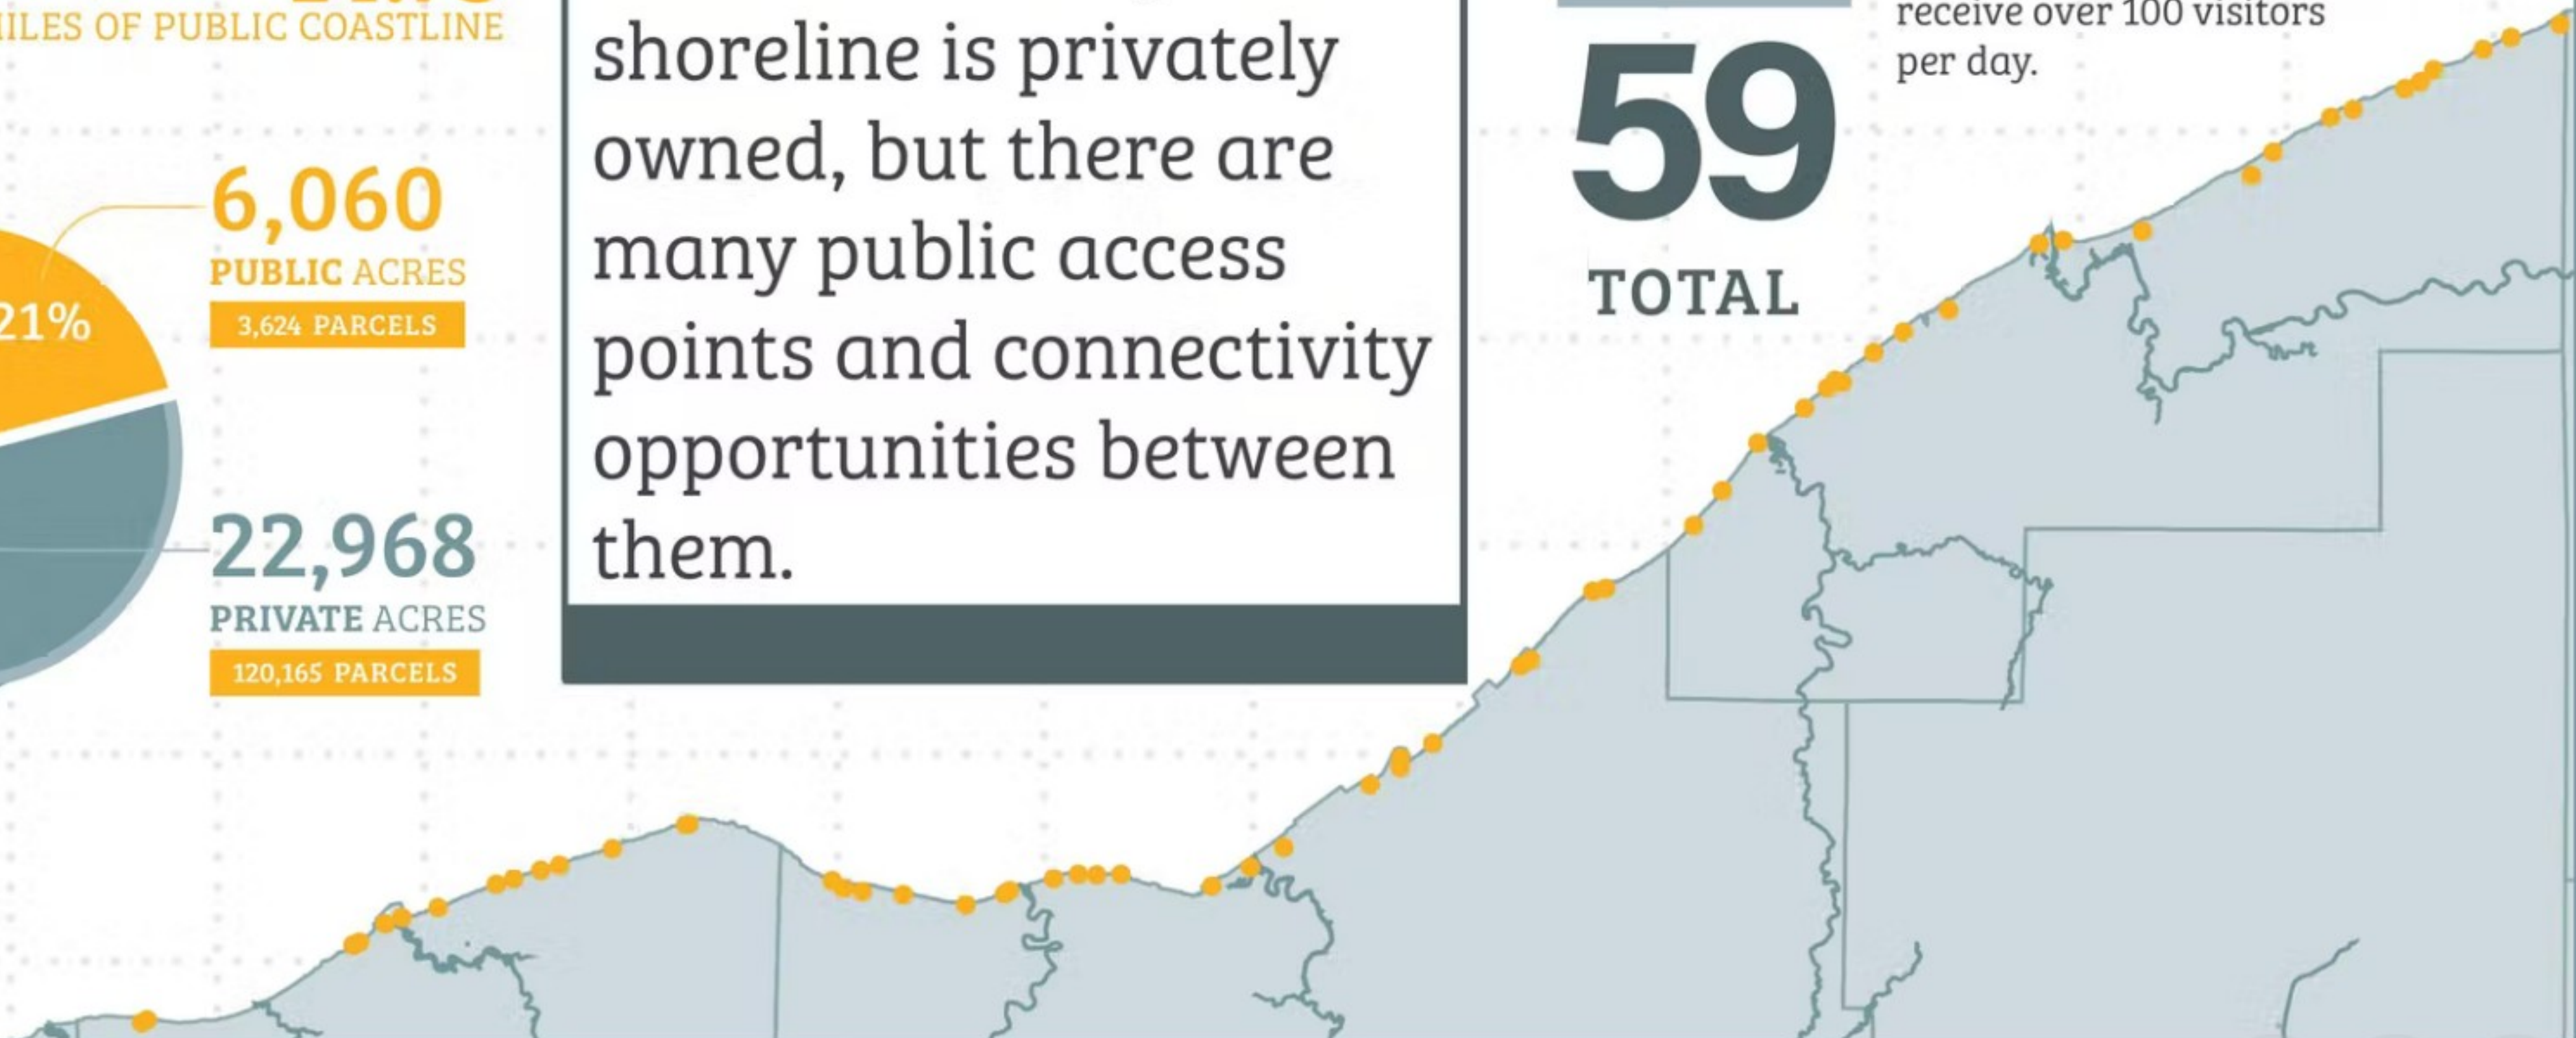 MILES OF PUBLIC COASTLINE
21%
6,060
PUBLIC ACRES
3,624 PARCELS
22,968
PRIVATE ACRES
120,165 PARCELS
shoreline is privately
owned, but there are
many public access
points and connectivity
opportunities between
them.
59
TOTAL
receive over 100 visitors
per day.